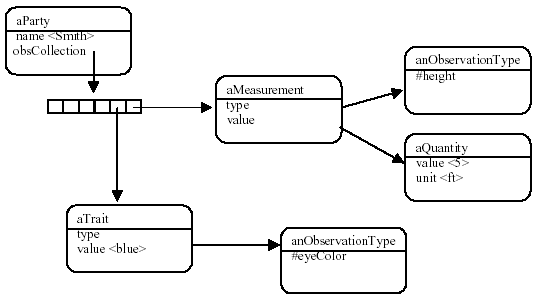 aParty
name <Smith>
obsCollection
aMeasurement
type
value
anObservationType
#height
aQuantity
value <5>
unit <ft>
aTrait
type
value <blue>
anObservationType
#eyeColor